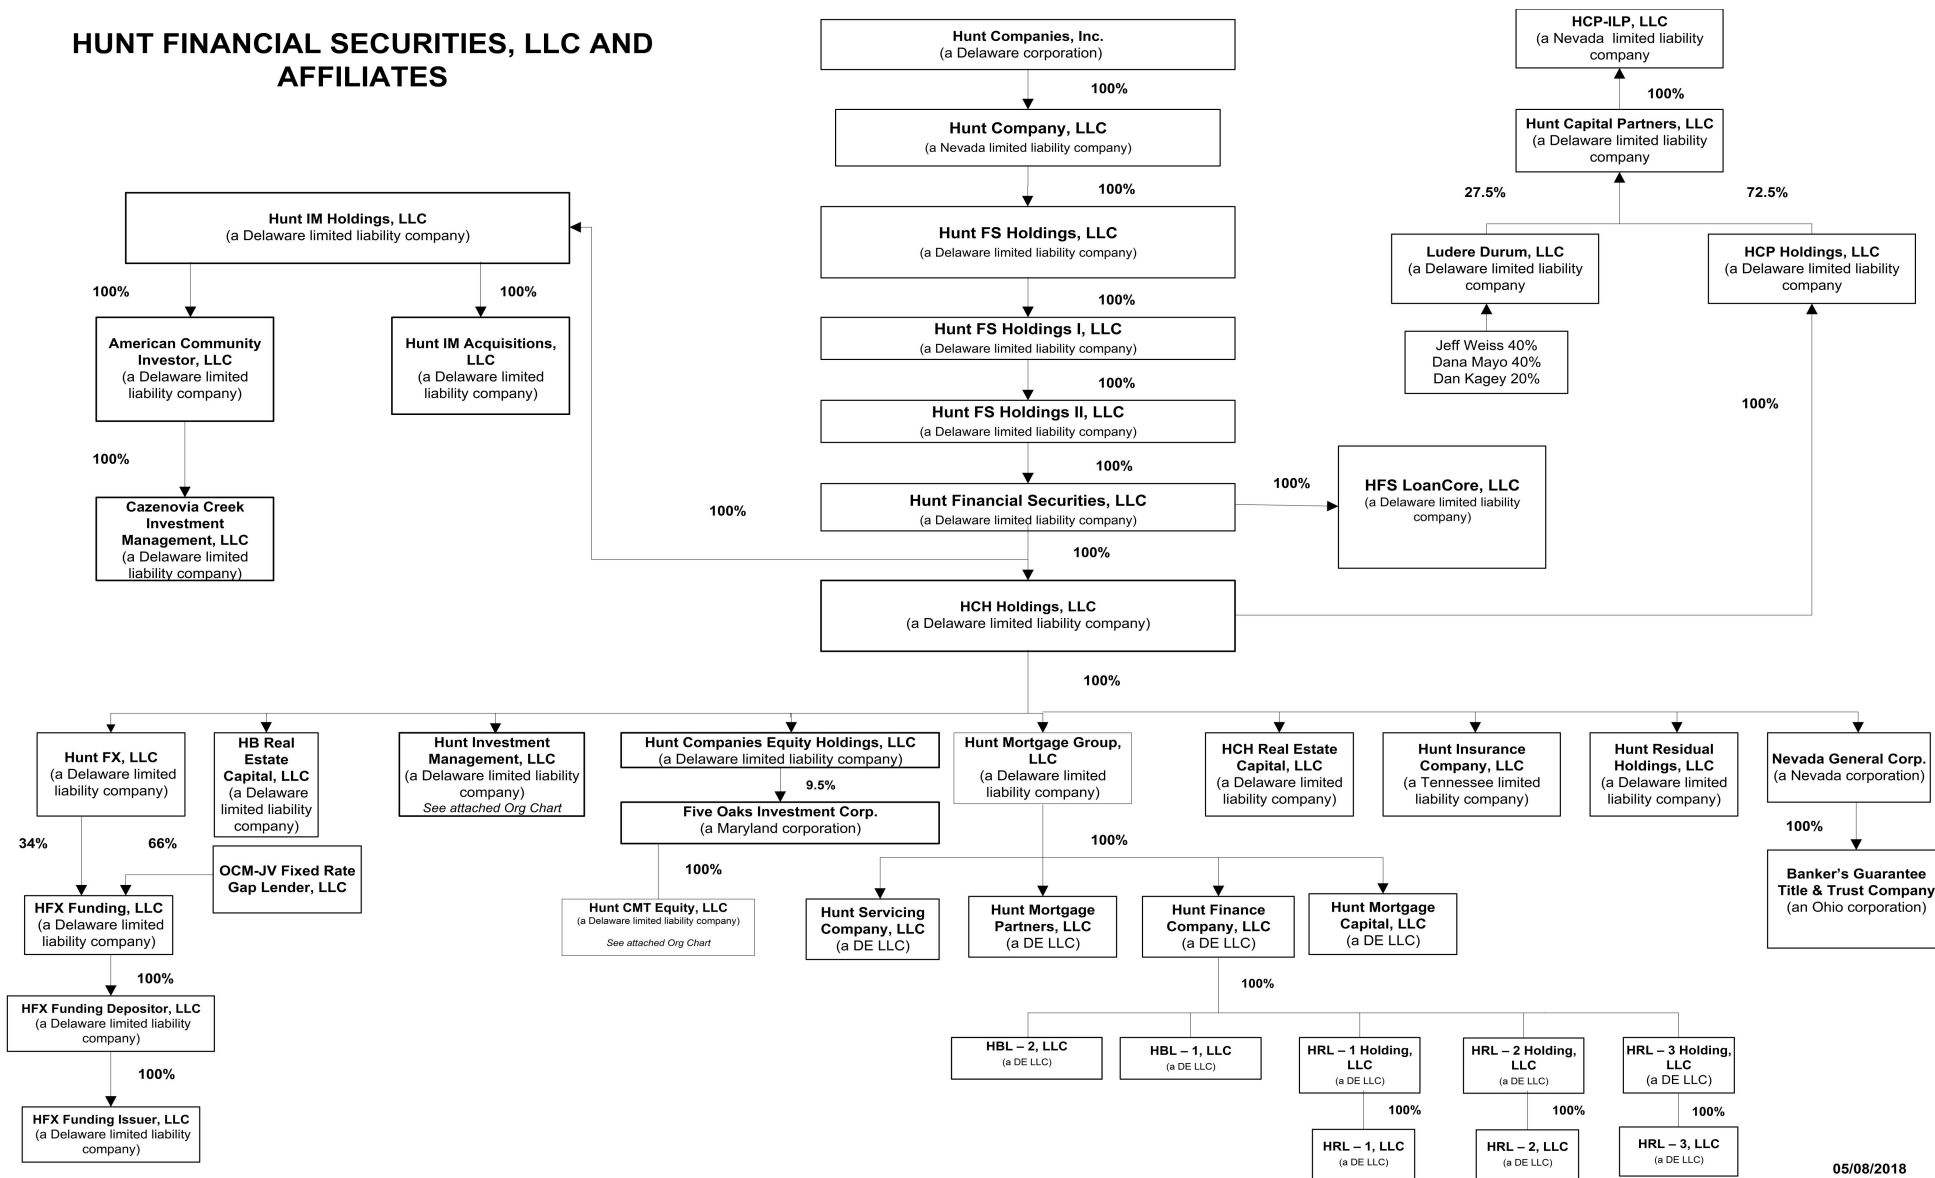 HUNT FINANCIAL SECURITIES, LLC AND
AFFILIATES
Hunt Companies, Inc.
(a Delaware corporation)
100%
Hunt Company, LLC
(a Nevada limited liability company)
100%
Hunt FS Holdings, LLC
(a Delaware limited liability company)
100%
Hunt FS Holdings I, LLC
(a Delaware limited liability company)
100%
Hunt FS Holdings II, LLC
(a Delaware limited liability company)
100%
Hunt Financial Securities, LLC
(a Delaware limited liability company)
100%
HFS LoanCore, LLC
(a Delaware limited liability
company)
100%
100%
HCH Holdings, LLC
(a Delaware limited liability company)
Hunt IM Holdings, LLC
(a Delaware limited liability company)
100%
100%
American Community
Investor, LLC
(a Delaware limited
liability company)
Hunt IM Acquisitions,
LLC
(a Delaware limited
liability company)
100%
Cazenovia Creek
Investment
Management, LLC
(a Delaware limited
liability company)
HCP-ILP, LLC
(a Nevada limited liability
company
100%
Hunt Capital Partners, LLC
(a Delaware limited liability
company
27.5%
72.5%
Ludere Durum, LLC
(a Delaware limited liability
company
HCP Holdings, LLC
(a Delaware limited liability
company
Jeff Weiss 40%
Dana Mayo 40%
Dan Kagey 20%
100%
100%
Hunt FX, LLC
(a Delaware limited
liability company)
HB Real
Estate
Capital, LLC
(a Delaware
limited liability
company)
Hunt Investment
Management, LLC
(a Delaware limited liability
company)
See attached Org Chart
Hunt Companies Equity Holdings, LLC
(a Delaware limited liability company)
9.5%
Five Oaks Investment Corp.
(a Maryland corporation)
100%
Hunt CMT Equity, LLC
(a Delaware limited liability company)
See attached Org Chart
Hunt Mortgage Group,
LLC
(a Delaware limited
liability company)
HCH Real Estate
Capital, LLC
(a Delaware limited
liability company)
Hunt Insurance
Company, LLC
(a Tennessee limited
liability company)
Hunt Residual
Holdings, LLC
(a Delaware limited
liability company)
Nevada General Corp.
(a Nevada corporation)
100%
Banker's Guarantee
Title & Trust Company
(an Ohio corporation)
34%
66%
OCM-JV Fixed Rate
Gap Lender, LLC
HFX Funding, LLC
(a Delaware limited
liability company)
100%
HFX Funding Depositor, LLC
(a Delaware limited liability
company)
100%
HFX Funding Issuer, LLC
(a Delaware limited liability
company)
100%
Hunt Servicing
Company, LLC
(a DE LLC)
Hunt Mortgage
Partners, LLC
(a DE LLC)
Hunt Finance
Company, LLC
(a DE LLC)
Hunt Mortgage
Capital, LLC
(a DE LLC)
100%
HBL – 2, LLC
(a DE LLC)
HBL – 1, LLC
(a DE LLC)
HRL – 1 Holding,
LLC
(a DE LLC)
HRL – 2 Holding,
LLC
(a DE LLC)
HRL – 3 Holding,
LLC
(a DE LLC)
100%
100%
100%
HRL – 1, LLC
(a DE LLC)
HRL – 2, LLC
(a DE LLC)
HRL – 3, LLC
(a DE LLC)
05/08/2018